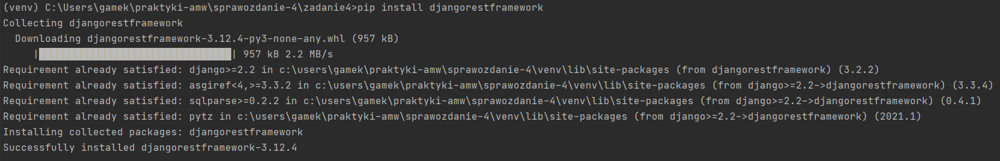 (venv) C:\Users\gamek\praktyki-amw\sprawozdanie-4\zadanie4>pip install djangorestframework
Collecting djangorestframework
  Downloading djangorestframework-3.12.4-py3-none-any.whl (957 kB)
     |████████████████████████████████| 957 kB 2.2 MB/s
Requirement already satisfied: django>=2.2 in c:\users\gamek\praktyki-amw\sprawozdanie-4\venv\lib\site-packages (from djangorestframework) (3.2.2)
Requirement already satisfied: asgiref<4,>=3.3.2 in c:\users\gamek\praktyki-amw\sprawozdanie-4\venv\lib\site-packages (from django>=2.2->djangorestframework) (3.3.4)
Requirement already satisfied: sqlparse>=0.2.2 in c:\users\gamek\praktyki-amw\sprawozdanie-4\venv\lib\site-packages (from django>=2.2->djangorestframework) (0.4.1)
Requirement already satisfied: pytz in c:\users\gamek\praktyki-amw\sprawozdanie-4\venv\lib\site-packages (from django>=2.2->djangorestframework) (2021.1)
Installing collected packages: djangorestframework
Successfully installed djangorestframework-3.12.4